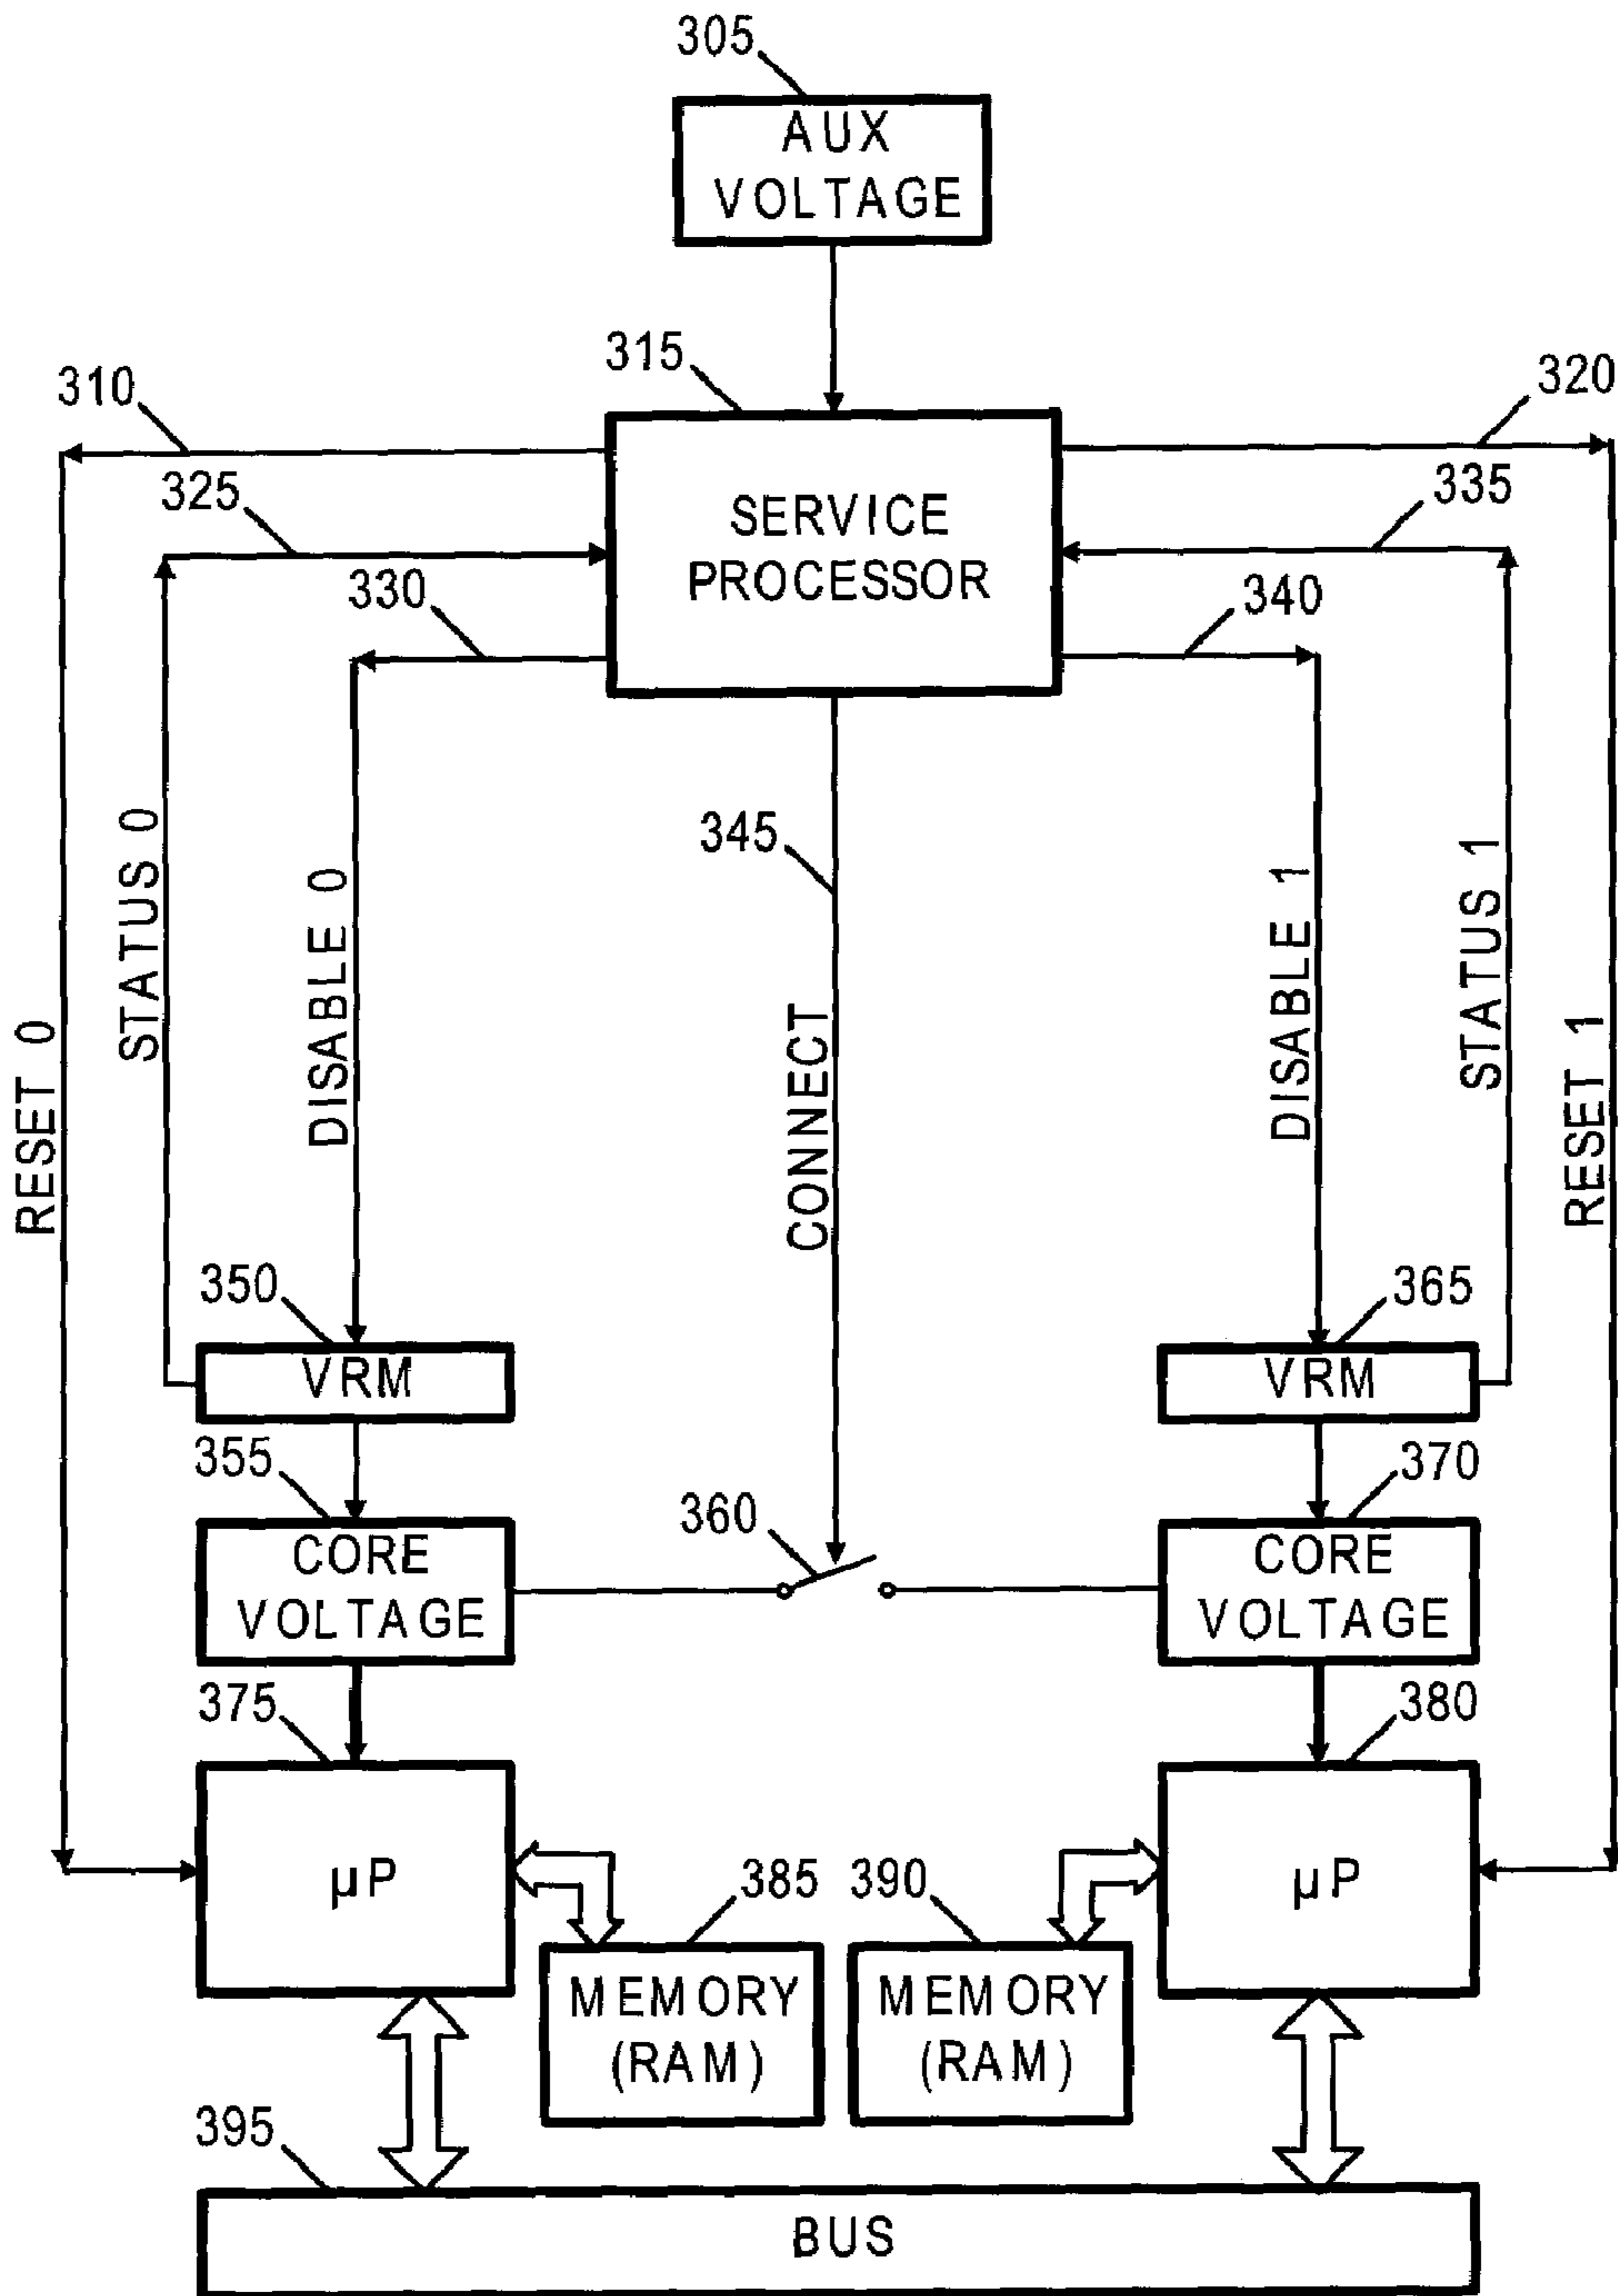 305
AUX
VOLTAGE
315
310
320
325
335
SERVICE
PROCESSOR
330
340
STATUS 0
DISABLE 0
345
DISABLE 1
STATUS 1
RESET 0
CONNECT
RESET 1
350
365
VRM
VRM
355
370
360
CORE
VOLTAGE
CORE
VOLTAGE
375
380
µP
µP
385
390
MEMORY
(RAM)
MEMORY
(RAM)
395
BUS